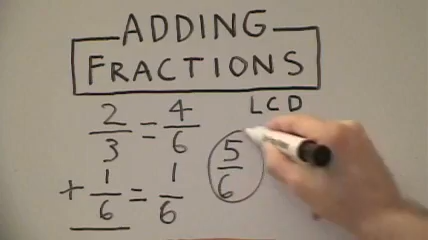 ADDING
FRACTIONS
LCD
2/3 = 4/6
+ 1/6 = 1/6
5/6